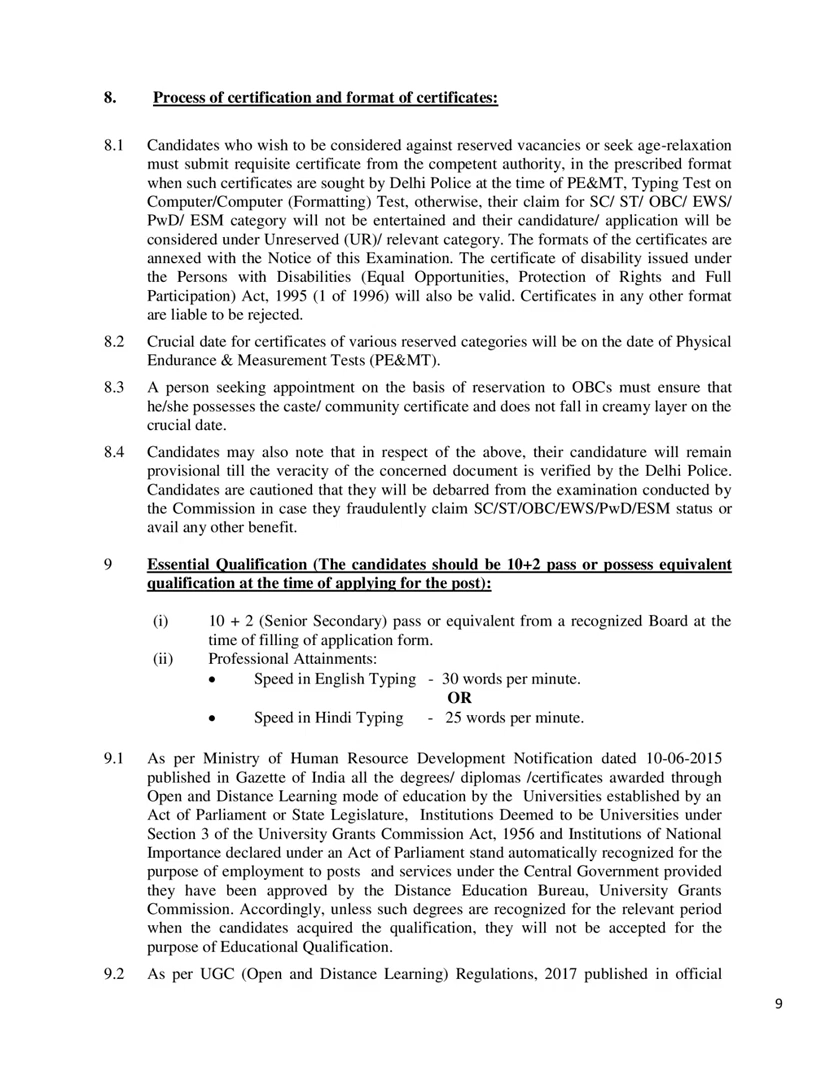 8. Process of certification and format of certificates:
8.1 Candidates who wish to be considered against reserved vacancies or seek age-relaxation
must submit requisite certificate from the competent authority, in the prescribed format
when such certificates are sought by Delhi Police at the time of PE&MT, Typing Test on
Computer/Computer (Formatting) Test, otherwise, their claim for SC/ ST/ OBC/ EWS/
PwD/ ESM category will not be entertained and their candidature/ application will be
considered under Unreserved (UR)/ relevant category. The formats of the certificates are
annexed with the Notice of this Examination. The certificate of disability issued under
the Persons with Disabilities (Equal Opportunities, Protection of Rights and Full
Participation) Act, 1995 (1 of 1996) will also be valid. Certificates in any other format
are liable to be rejected.
8.2 Crucial date for certificates of various reserved categories will be on the date of Physical
Endurance & Measurement Tests (PE&MT).
8.3 A person seeking appointment on the basis of reservation to OBCs must ensure that
he/she possesses the caste/ community certificate and does not fall in creamy layer on the
crucial date.
8.4 Candidates may also note that in respect of the above, their candidature will remain
provisional till the veracity of the concerned document is verified by the Delhi Police.
Candidates are cautioned that they will be debarred from the examination conducted by
the Commission in case they fraudulently claim SC/ST/OBC/EWS/PwD/ESM status or
avail any other benefit.
9 Essential Qualification (The candidates should be 10+2 pass or possess equivalent
qualification at the time of applying for the post):
(i) 10 + 2 (Senior Secondary) pass or equivalent from a recognized Board at the
time of filling of application form.
(ii) Professional Attainments:
• Speed in English Typing - 30 words per minute.
OR
• Speed in Hindi Typing - 25 words per minute.
9.1 As per Ministry of Human Resource Development Notification dated 10-06-2015
published in Gazette of India all the degrees/ diplomas /certificates awarded through
Open and Distance Learning mode of education by the Universities established by an
Act of Parliament or State Legislature, Institutions Deemed to be Universities under
Section 3 of the University Grants Commission Act, 1956 and Institutions of National
Importance declared under an Act of Parliament stand automatically recognized for the
purpose of employment to posts and services under the Central Government provided
they have been approved by the Distance Education Bureau, University Grants
Commission. Accordingly, unless such degrees are recognized for the relevant period
when the candidates acquired the qualification, they will not be accepted for the
purpose of Educational Qualification.
9.2 As per UGC (Open and Distance Learning) Regulations, 2017 published in official
9